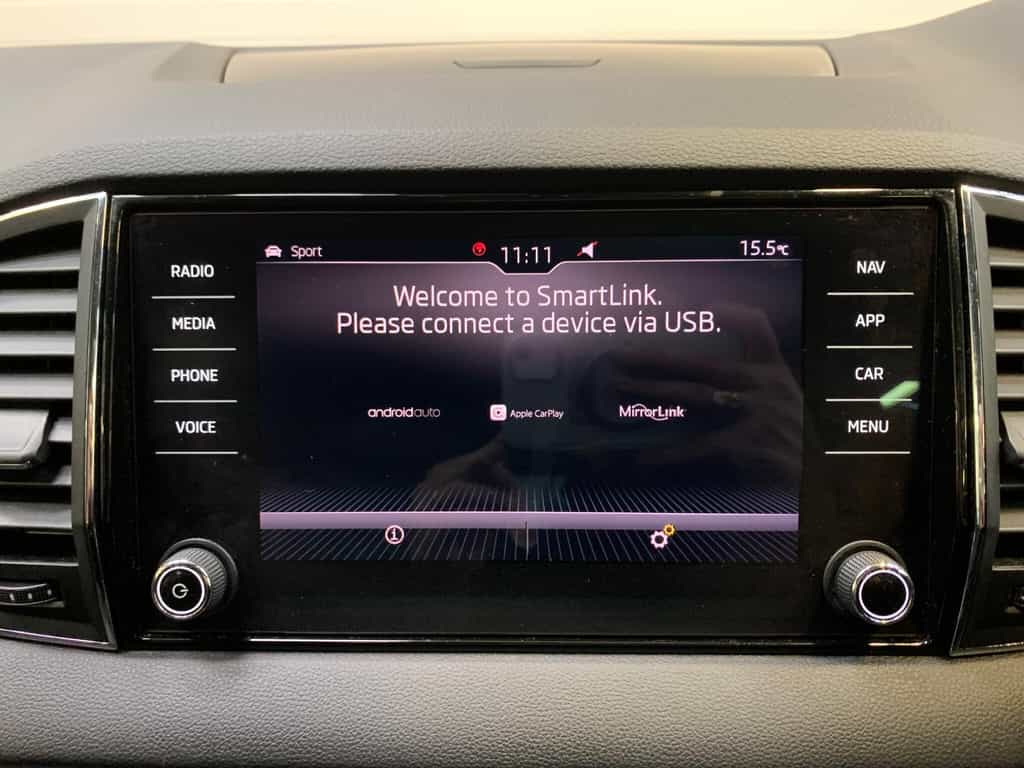 Sport 11:11 15.5°C
RADIO
MEDIA
PHONE
VOICE
Welcome to SmartLink.
Please connect a device via USB.
androidauto Apple CarPlay MirrorLink
NAV
APP
CAR
MENU